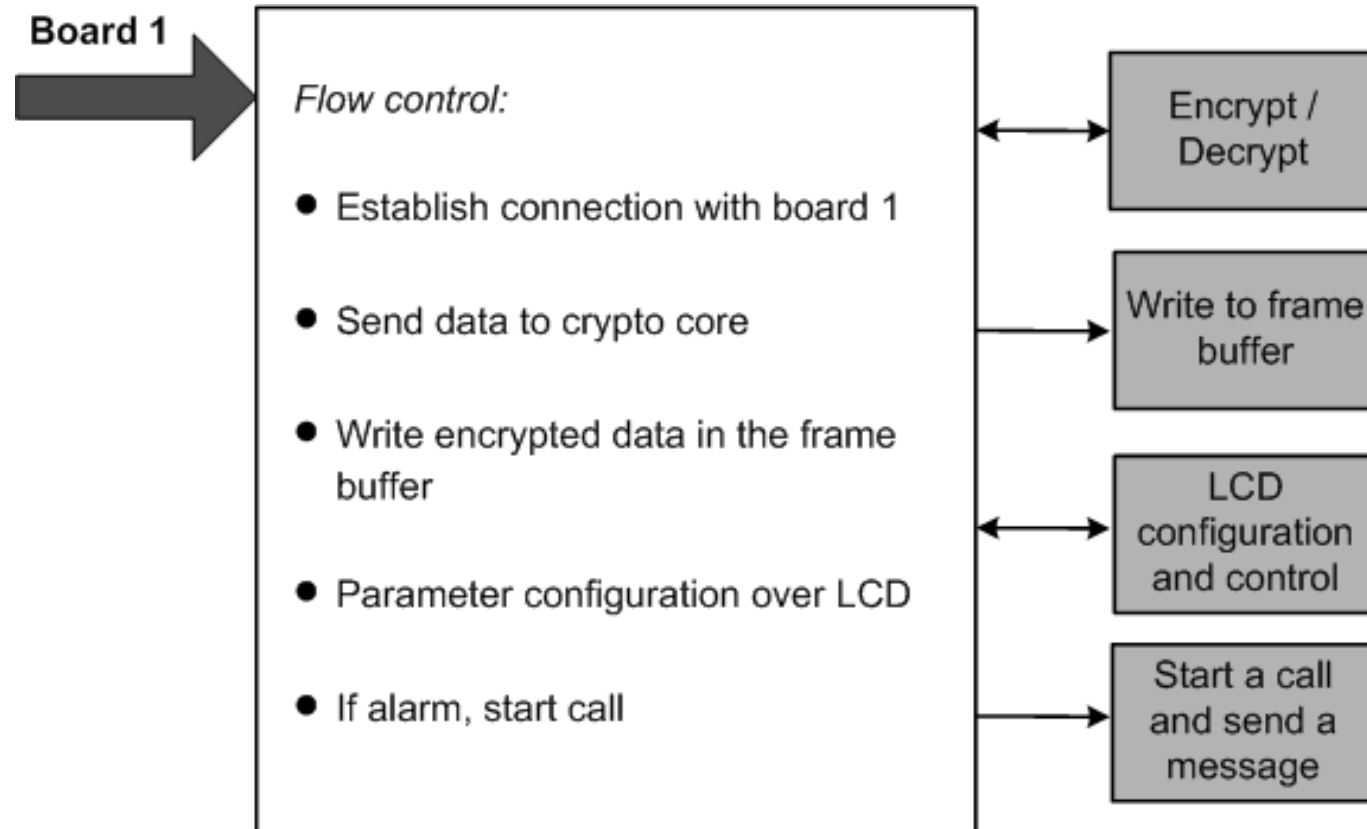 Board 1
Flow control:
● Establish connection with board 1
● Send data to crypto core
● Write encrypted data in the frame
buffer
● Parameter configuration over LCD
● If alarm, start call
Encrypt /
Decrypt
Write to frame
buffer
LCD
configuration
and control
Start a call
and send a
message